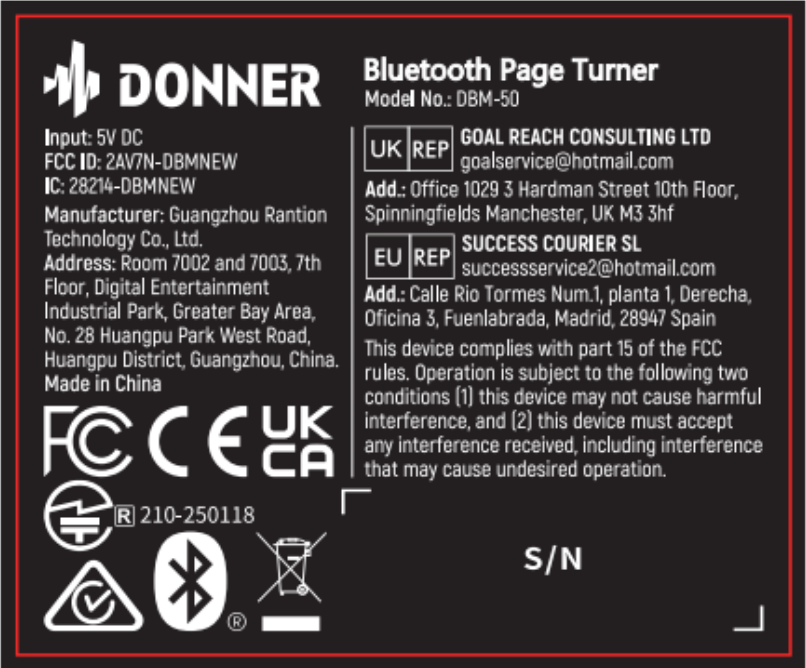 DONNER
Input: 5V DC
FCC ID: 2AV7N-DBMNEW
IC: 28214-DBMNEW
Manufacturer: Guangzhou Rantion
Technology Co., Ltd.
Address: Room 7002 and 7003, 7th
Floor, Digital Entertainment
Industrial Park, Greater Bay Area,
No. 28 Huangpu Park West Road,
Huangpu District, Guangzhou, China.
Made in China
FC CE UK
CA
R 210-250118
®
Bluetooth Page Turner
Model No.: DBM-50
UK REP GOAL REACH CONSULTING LTD
goalservice@hotmail.com
Add.: Office 1029 3 Hardman Street 10th Floor,
Spinningfields Manchester, UK M3 3hf
EU REP SUCCESS COURIER SL
successservice2@hotmail.com
Add.: Calle Rio Tormes Num.1, planta 1, Derecha,
Oficina 3, Fuenlabrada, Madrid, 28947 Spain
This device complies with part 15 of the FCC
rules. Operation is subject to the following two
conditions (1) this device may not cause harmful
interference, and (2) this device must accept
any interference received, including interference
that may cause undesired operation.
S/N